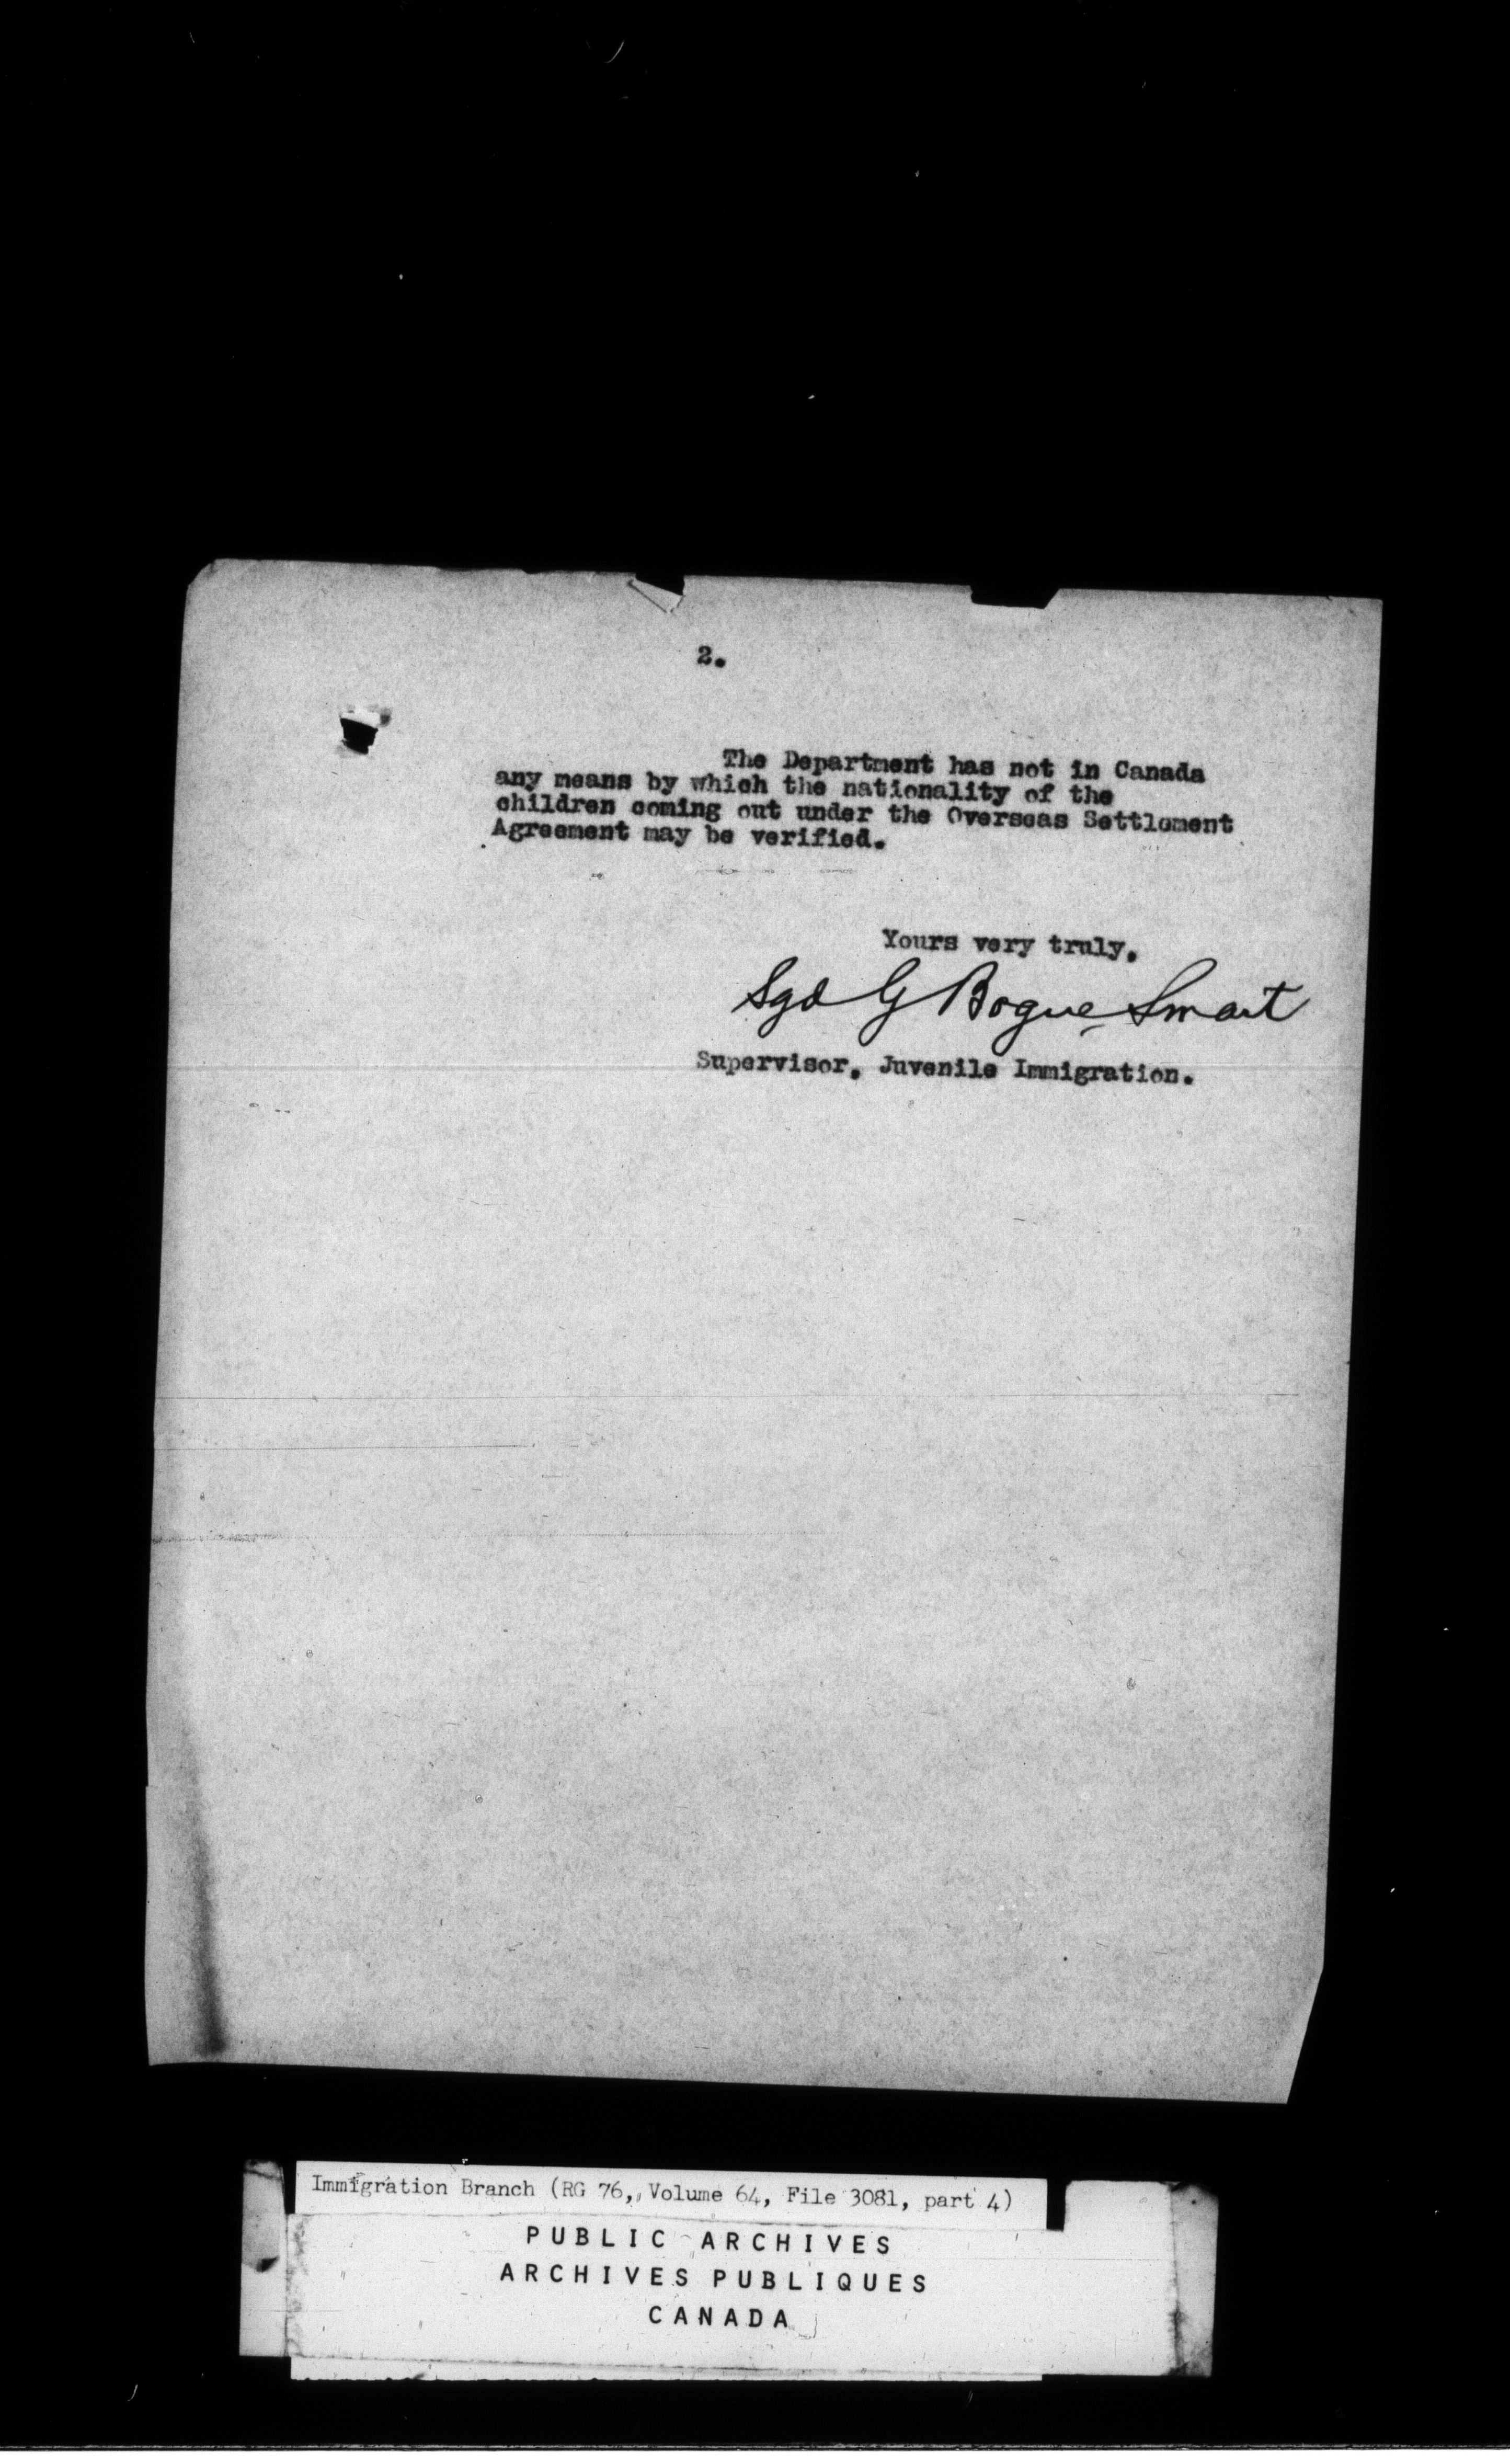 2.
The Department has not in Canada
any means by which the nationality of the
children coming out under the Overseas Settlement
Agreement may be verified.
Yours very truly,
Sgd G Bogue Smart
Supervisor, Juvenile Immigration.
Immigration Branch (RG 76, Volume 64, File 3081, part 4)
PUBLIC ARCHIVES
ARCHIVES PUBLIQUES
CANADA